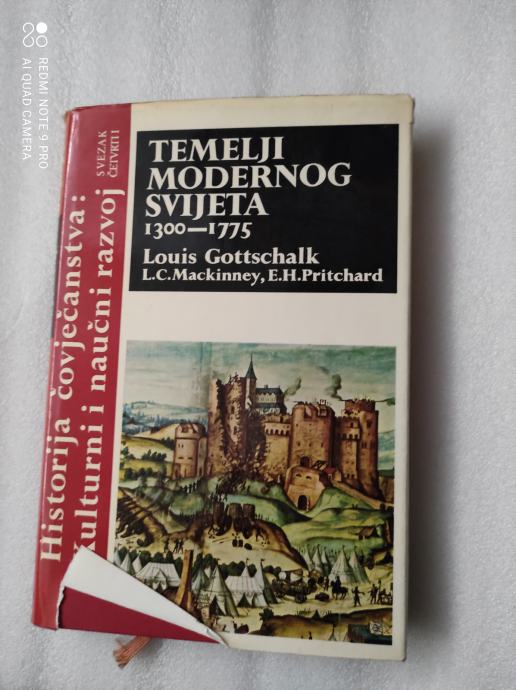 REDMI NOTE 9 PRO
AI QUAD CAMERA
Historija čovječanstva:
Kulturni i naučni razvoj
SVEZAK
ČETVRTI
TEMELJI
MODERNOG
SVIJETA
1300—1775
Louis Gottschalk
L.C.Mackinney, E.H.Pritchard